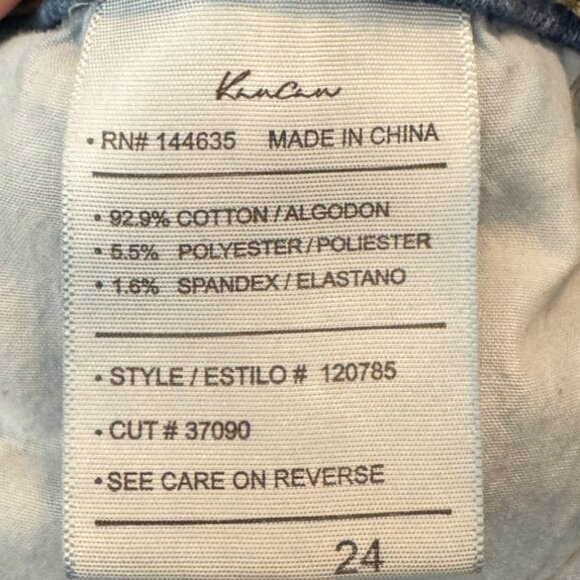 KanCan
• RN# 144635 MADE IN CHINA
• 92.9% COTTON / ALGODON
• 5.5% POLYESTER / POLIESTER
• 1.6% SPANDEX / ELASTANO
• STYLE / ESTILO # 120785
• CUT # 37090
• SEE CARE ON REVERSE
24